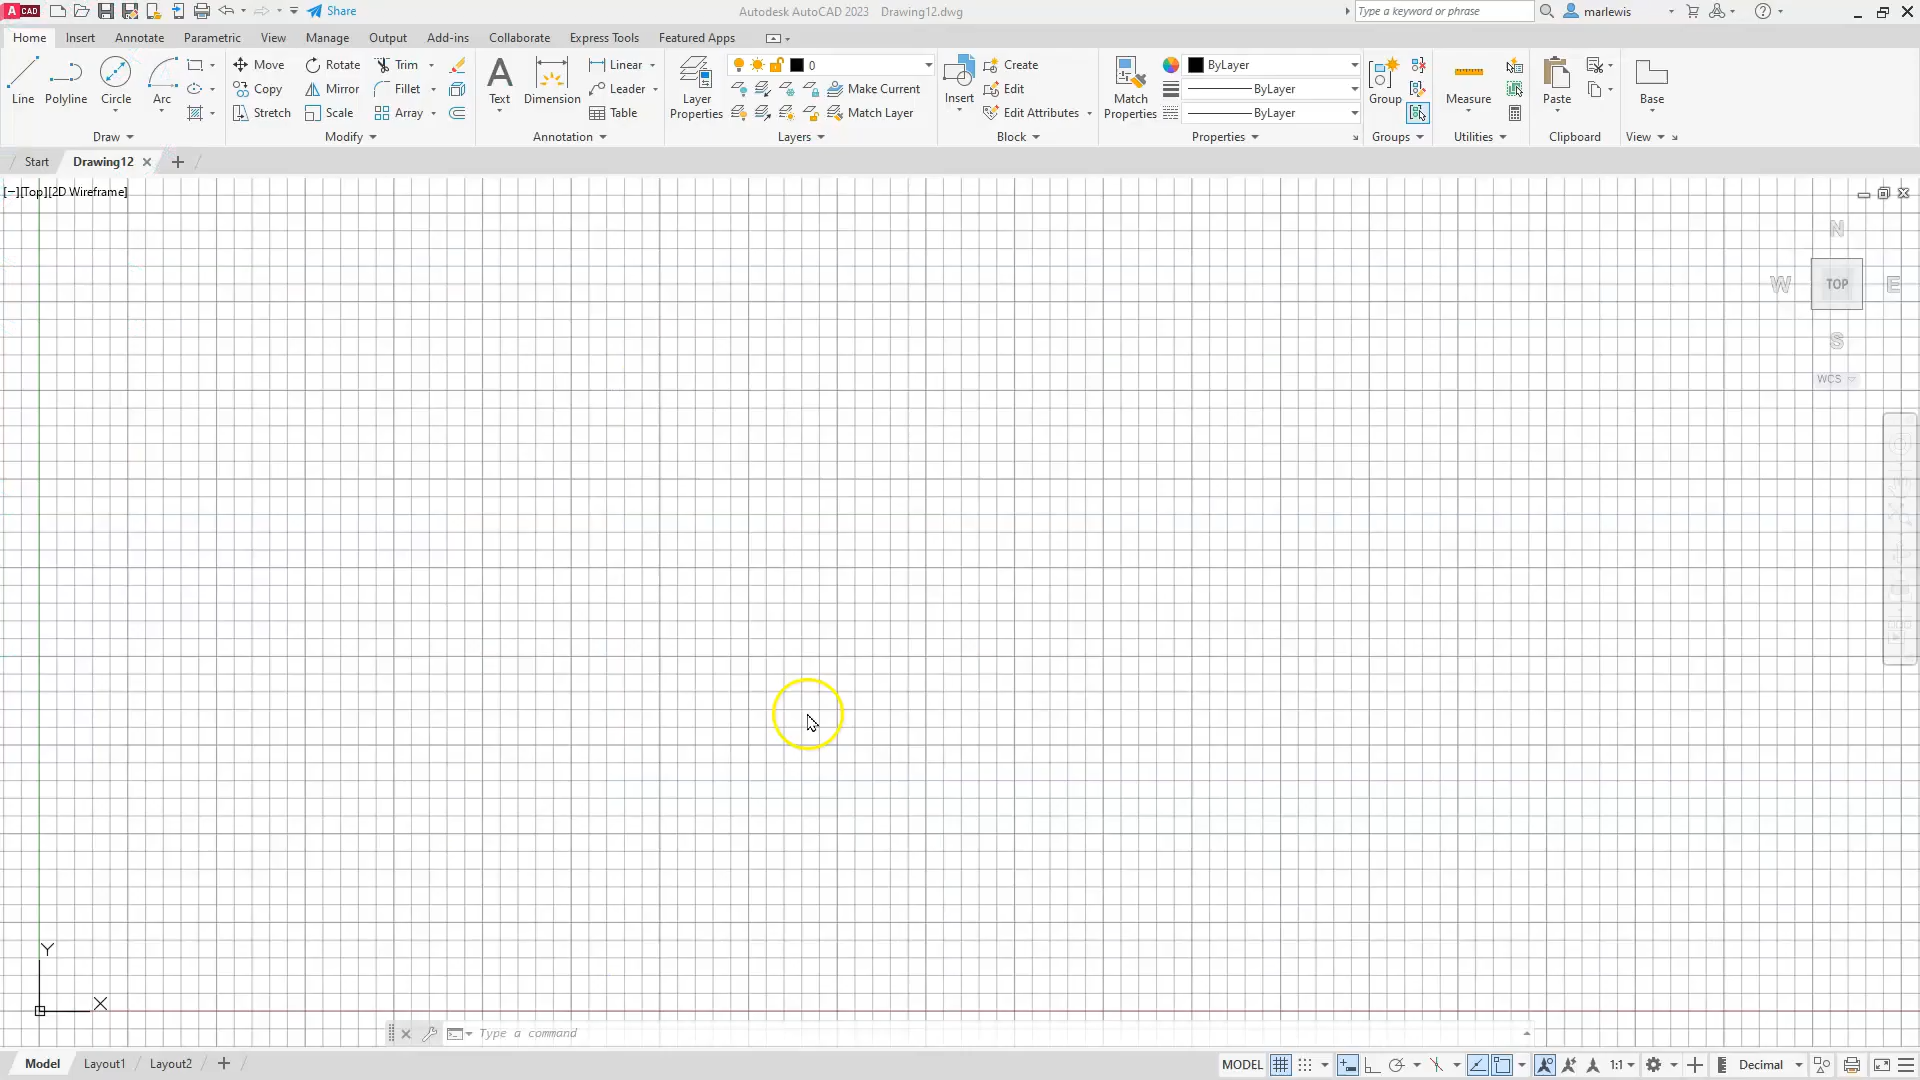 A CAD Share Autodesk AutoCAD 2023 Drawing12.dwg Type a keyword or phrase marlewis
Home Insert Annotate Parametric View Manage Output Add-ins Collaborate Express Tools Featured Apps
Line Polyline Circle Arc
Move Rotate Trim
Copy Mirror Fillet
Stretch Scale Array
A Text Dimension
Linear
Leader
Table
Layer Properties
0
Make Current
Match Layer
Insert
Create
Edit
Edit Attributes
Match Properties
ByLayer
ByLayer
ByLayer
Group
Measure
Paste
Base
Draw Modify Annotation Layers Block Properties Groups Utilities Clipboard View
Start Drawing12
[−][Top][2D Wireframe]
N
W TOP E
S
WCS
Y
X
Type a command
Model Layout1 Layout2 MODEL 1:1 Decimal